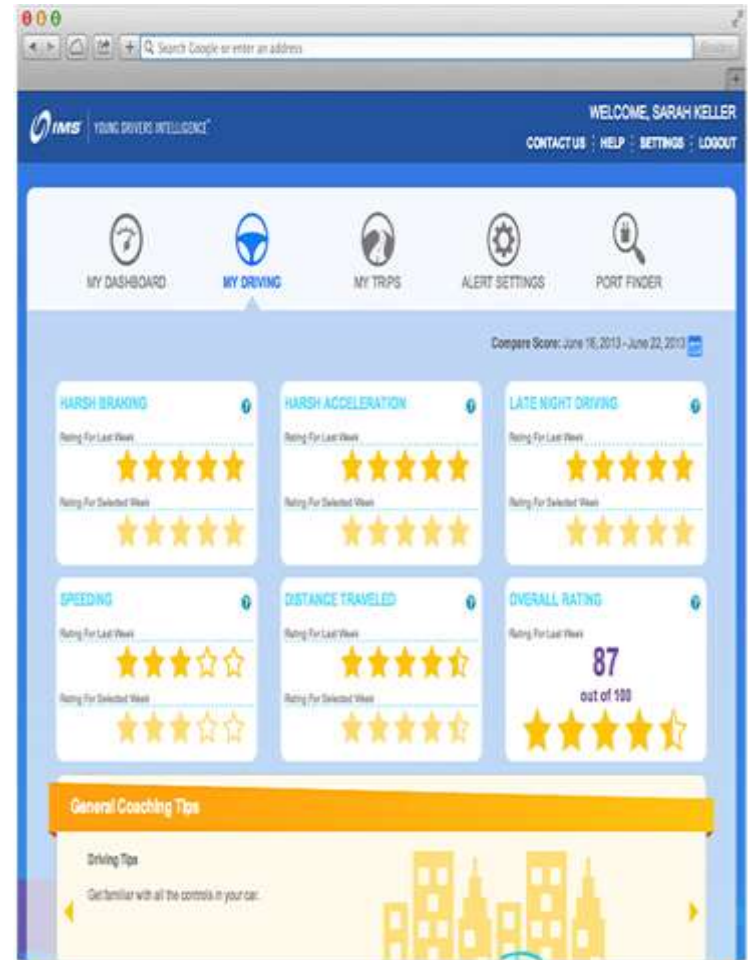 Search Google or enter an address
IMS YOUNG DRIVERS INTELLIGENCE
WELCOME, SARAH KELLER
CONTACT US HELP SETTINGS LOGOUT
MY DASHBOARD MY DRIVING MY TRIPS ALERT SETTINGS PORT FINDER
Compare Score: June 16, 2013 - June 22, 2013
HARSH BRAKING
Rating For Last Week
Rating For Selected Week
HARSH ACCELERATION
Rating For Last Week
Rating For Selected Week
LATE NIGHT DRIVING
Rating For Last Week
Rating For Selected Week
SPEEDING
Rating For Last Week
Rating For Selected Week
DISTANCE TRAVELED
Rating For Last Week
Rating For Selected Week
OVERALL RATING
Rating For Last Week
87
out of 100
General Coaching Tips
Driving Tips
Get familiar with all the controls in your car.